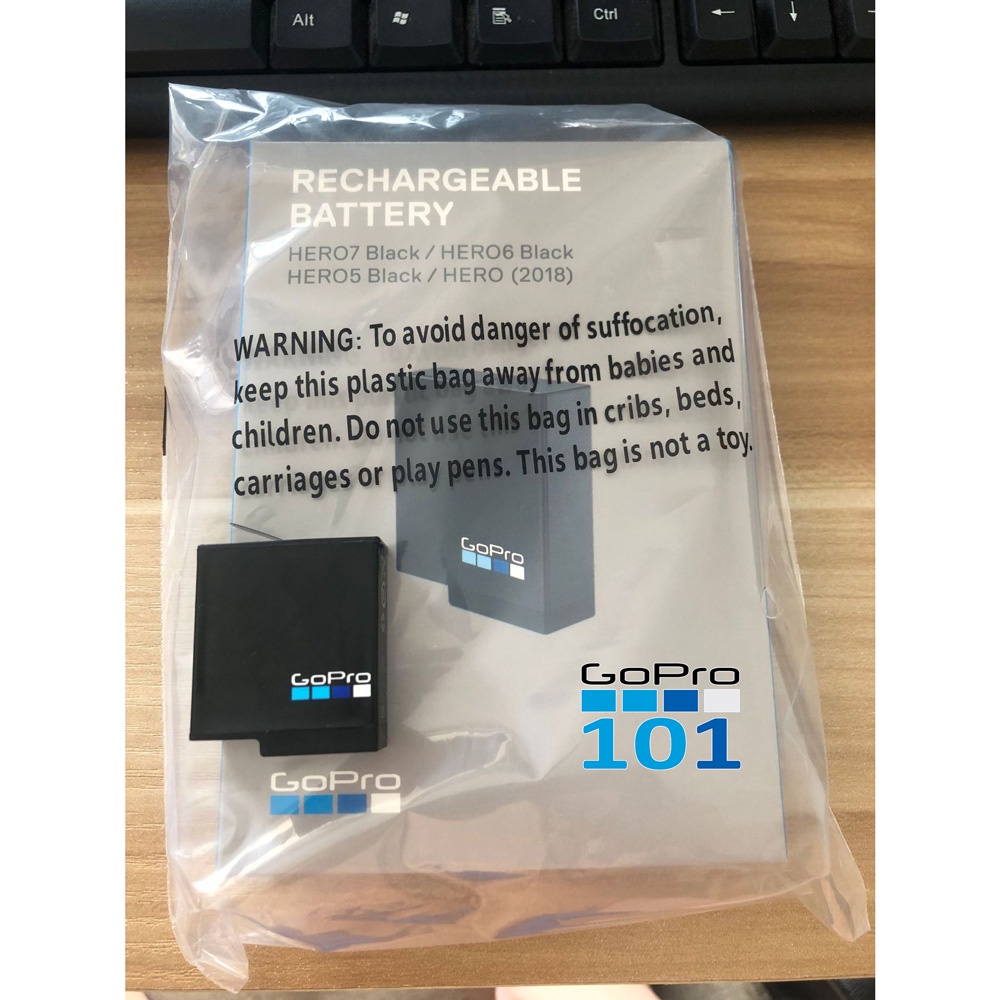 Alt
Ctrl
RECHARGEABLE
BATTERY
HERO7 Black / HERO6 Black
HERO5 Black / HERO (2018)
WARNING: To avoid danger of suffocation,
keep this plastic bag away from babies and
children. Do not use this bag in cribs, beds,
carriages or play pens. This bag is not a toy.
GoPro
GoPro
GoPro
101
GoPro